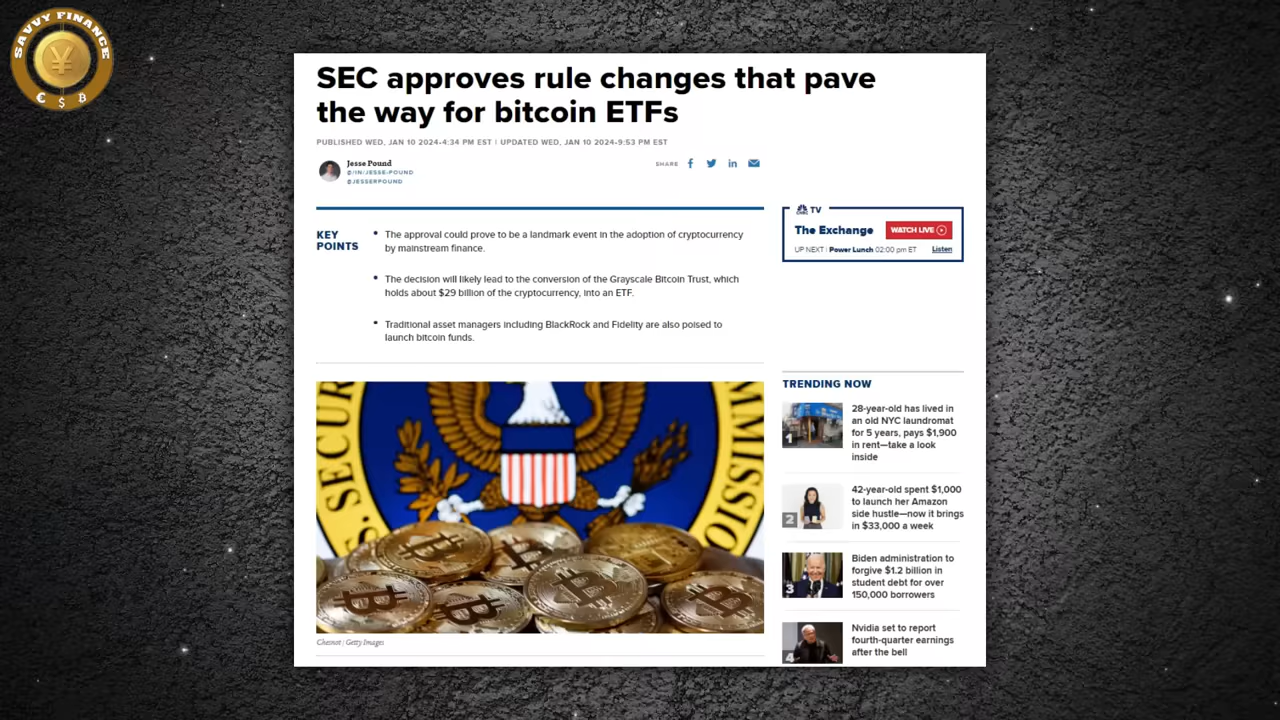 SAVVY FINANCE
¥
€ $ B
SEC approves rule changes that pave
the way for bitcoin ETFs
PUBLISHED WED, JAN 10 2024-4:34 PM EST | UPDATED WED, JAN 10 2024-9:53 PM EST
Jesse Pound
@/IN/JESSE-POUND
@JESSERPOUND
SHARE
KEY
POINTS
• The approval could prove to be a landmark event in the adoption of cryptocurrency
by mainstream finance.
• The decision will likely lead to the conversion of the Grayscale Bitcoin Trust, which
holds about $29 billion of the cryptocurrency, into an ETF.
• Traditional asset managers including BlackRock and Fidelity are also poised to
launch bitcoin funds.
S. SECUR
MMISSION
Chesnot | Getty Images
TV
The Exchange WATCH LIVE
UP NEXT | Power Lunch 02:00 pm ET Listen
TRENDING NOW
1
28-year-old has lived in
an old NYC laundromat
for 5 years, pays $1,900
in rent—take a look
inside
2
42-year-old spent $1,000
to launch her Amazon
side hustle—now it brings
in $33,000 a week
3
Biden administration to
forgive $1.2 billion in
student debt for over
150,000 borrowers
4
Nvidia set to report
fourth-quarter earnings
after the bell